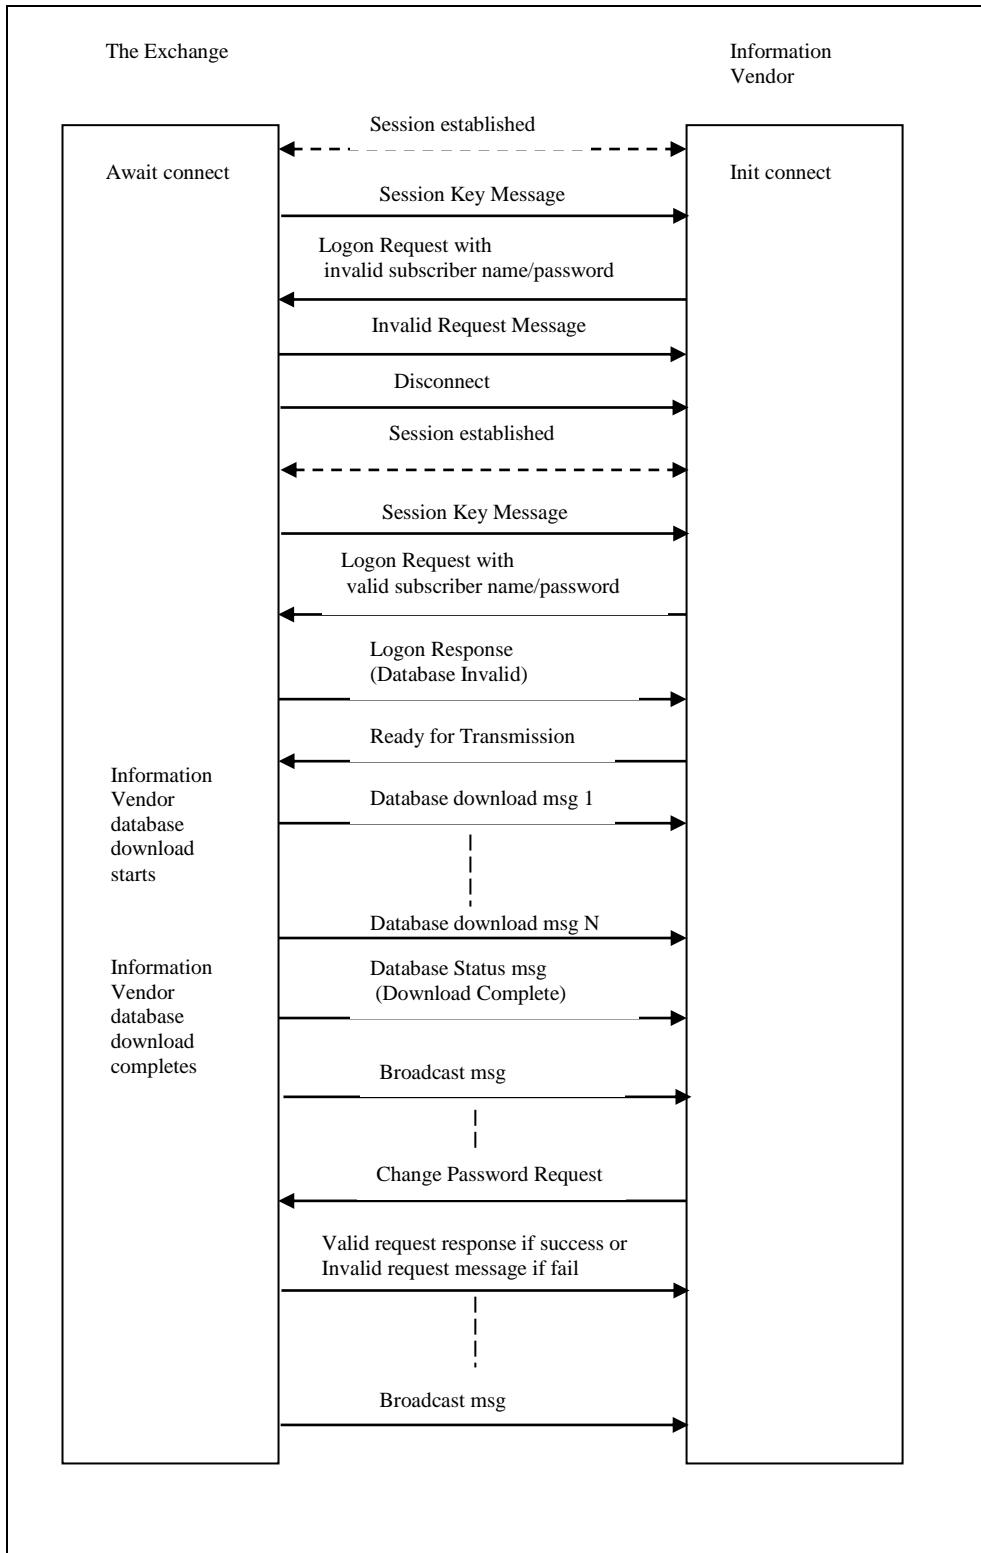 The Exchange
Information
Vendor
Session established
Await connect
Init connect
Session Key Message
Logon Request with
invalid subscriber name/password
Invalid Request Message
Disconnect
Session established
Session Key Message
Logon Request with
valid subscriber name/password
Logon Response
(Database Invalid)
Ready for Transmission
Information
Vendor
database
download
starts
Database download msg 1
Database download msg N
Information
Vendor
database
download
completes
Database Status msg
(Download Complete)
Broadcast msg
Change Password Request
Valid request response if success or
Invalid request message if fail
Broadcast msg